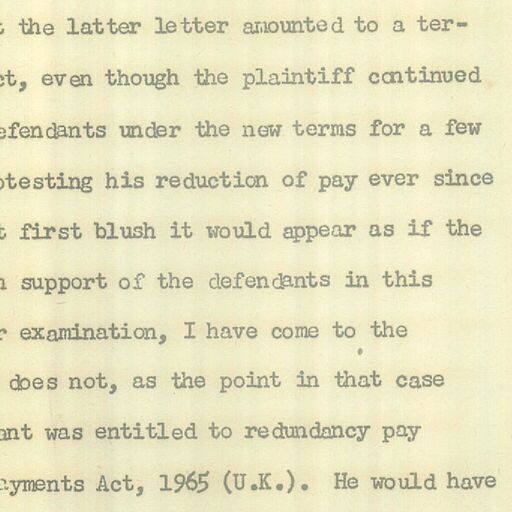 the latter letter amounted to a ter-
ct, even though the plaintiff continued
efendants under the new terms for a few
otesting his reduction of pay ever since
t first blush it would appear as if the
n support of the defendants in this
r examination, I have come to the
does not, as the point in that case
ant was entitled to redundancy pay
ayments Act, 1965 (U.K.). He would have